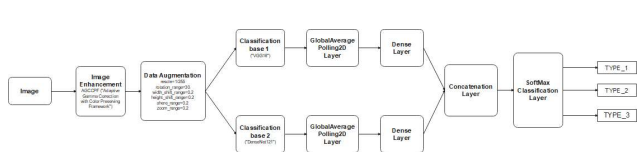 Image
Image
Enhancement
AGCCPF ("Adaptive
Gamma Correction
with Color Preserving
Framework")
Data Augmentation
rescale=1/255
rotation_range=30
width_shift_range=0.2
height_shift_range=0.2
shear_range=0.2
zoom_range=0.2
Classification
base 1
("VGG16")
GlobalAverage
Polling2D
Layer
Dense
Layer
Classification
base 2
("DenseNet121")
GlobalAverage
Polling2D
Layer
Dense
Layer
Concatenation
Layer
SoftMax
Classification
Layer
TYPE_1
TYPE_2
TYPE_3